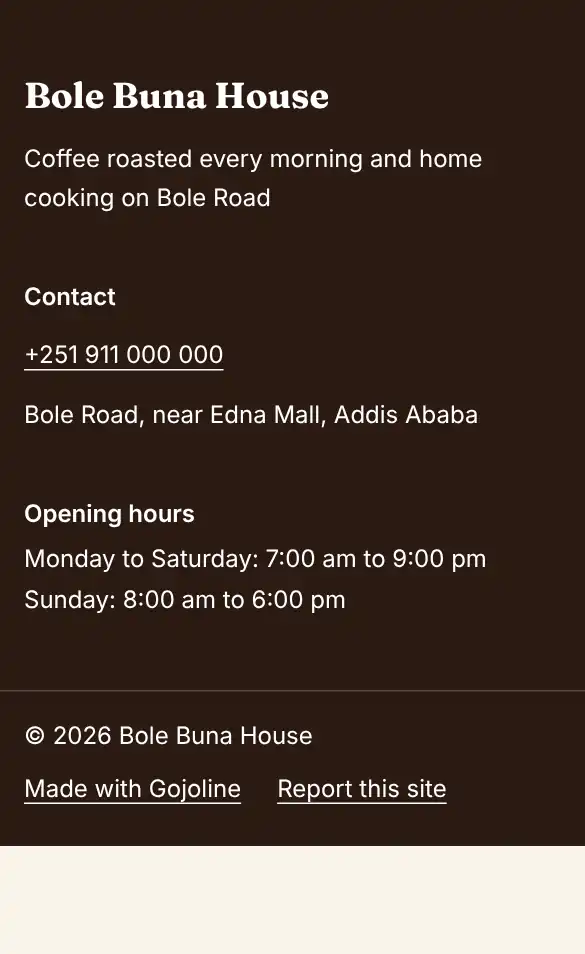 Bole Buna House
Coffee roasted every morning and home
cooking on Bole Road
Contact
+251 911 000 000
Bole Road, near Edna Mall, Addis Ababa
Opening hours
Monday to Saturday: 7:00 am to 9:00 pm
Sunday: 8:00 am to 6:00 pm
© 2026 Bole Buna House
Made with Gojoline Report this site